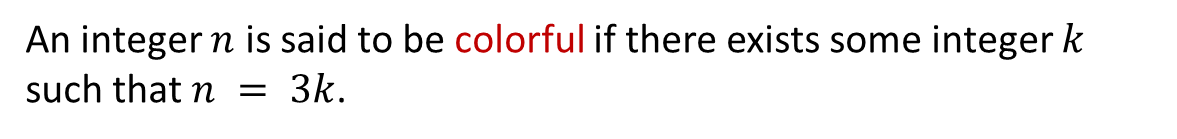 An integer n is said to be colorful if there exists some integer k
such that n = 3k.